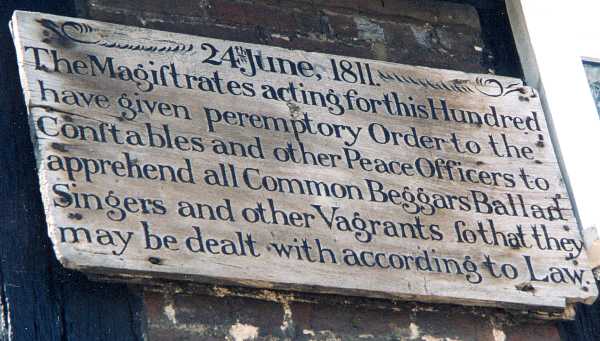 24th June, 1811.
The Magiſtrates acting for this Hundred
have given peremptory Order to the
Conſtables and other Peace Officers to
apprehend all Common Beggars Ballad
Singers and other Vagrants ſo that they
may be dealt with according to Law.